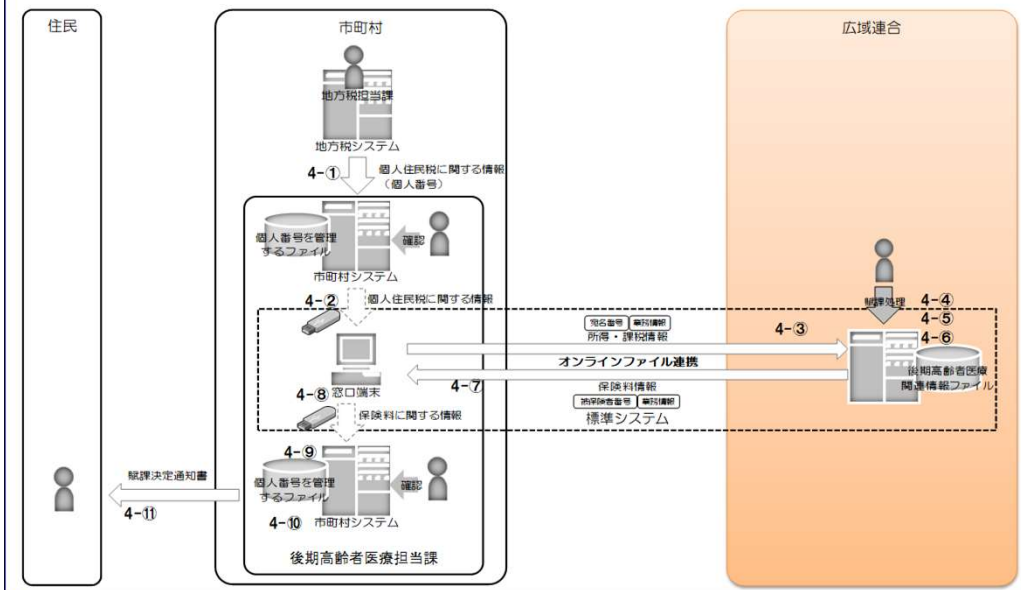 住民
市町村
広域連合
地方税担当課
地方税システム
4-①
個人住民税に関する情報
（個人番号）
個人番号を管理
するファイル
確認
市町村システム
4-②
個人住民税に関する情報
宛名番号
業務情報
所得・課税情報
4-③
賦課処理
4-④
4-⑤
4-⑥
オンラインファイル連携
後期高齢者医療
関連情報ファイル
4-⑧
窓口端末
4-⑦
保険料情報
被保険者番号
業務情報
標準システム
保険料に関する情報
4-⑨
個人番号を管理
するファイル
確認
4-⑩
市町村システム
賦課決定通知書
4-⑪
後期高齢者医療担当課